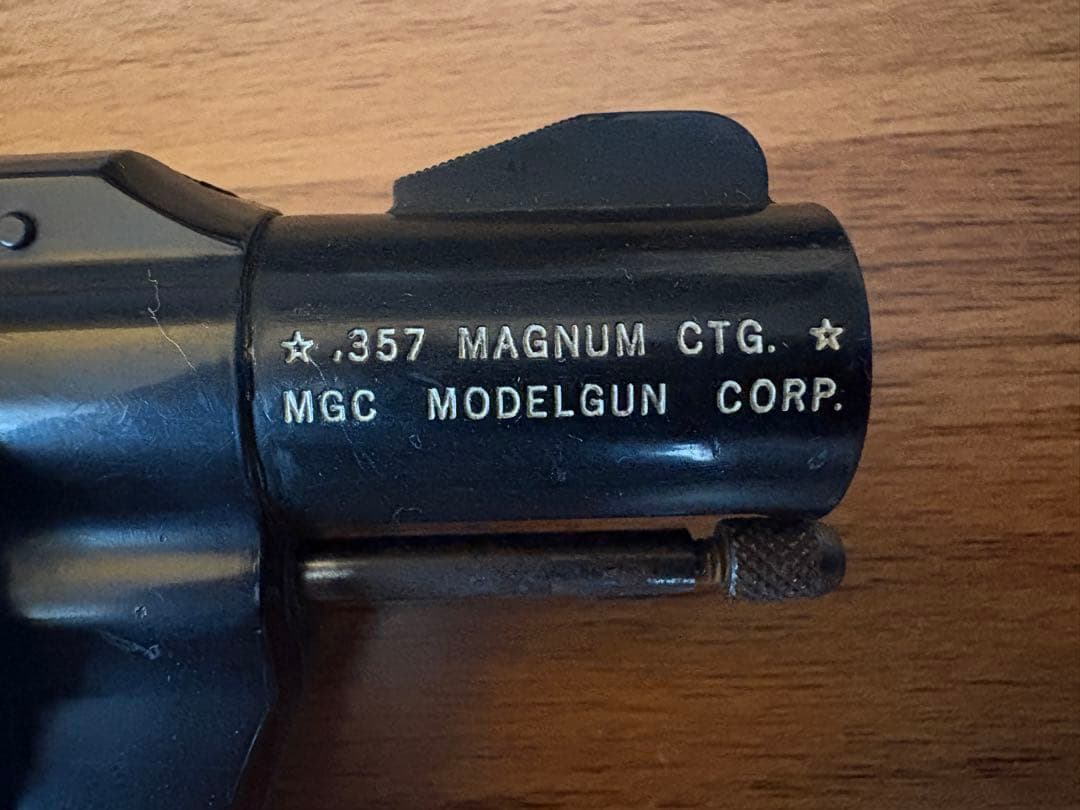 ☆ .357 MAGNUM CTG. ☆
MGC MODELGUN CORP.